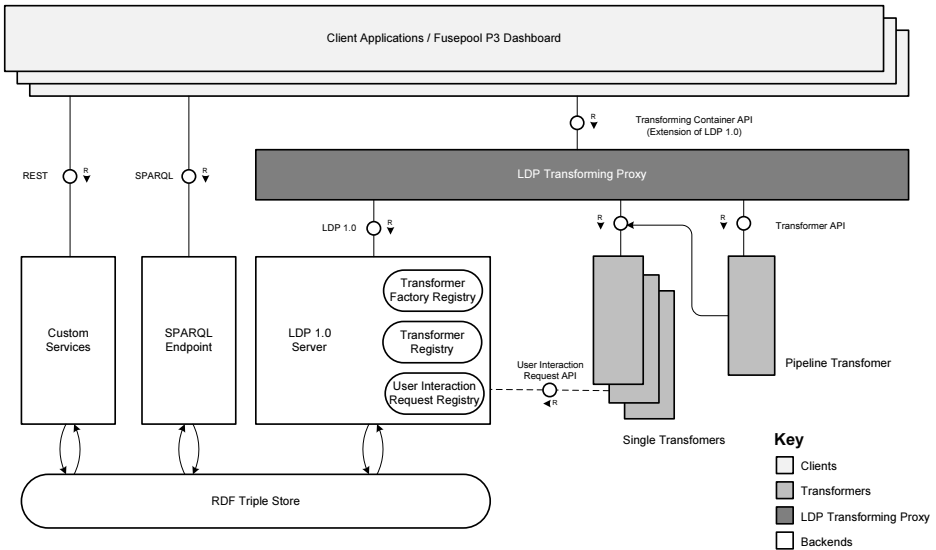 Client Applications / Fusepool P3 Dashboard
R
Transforming Container API
(Extension of LDP 1.0)
REST
R
SPARQL
R
LDP Transforming Proxy
LDP 1.0
R
R
R
Transformer API
Custom
Services
SPARQL
Endpoint
LDP 1.0
Server
Transformer
Factory Registry
Transformer
Registry
User Interaction
Request Registry
User Interaction
Request API
R
Pipeline Transfomer
Single Transfomers
RDF Triple Store
Key
Clients
Transformers
LDP Transforming Proxy
Backends